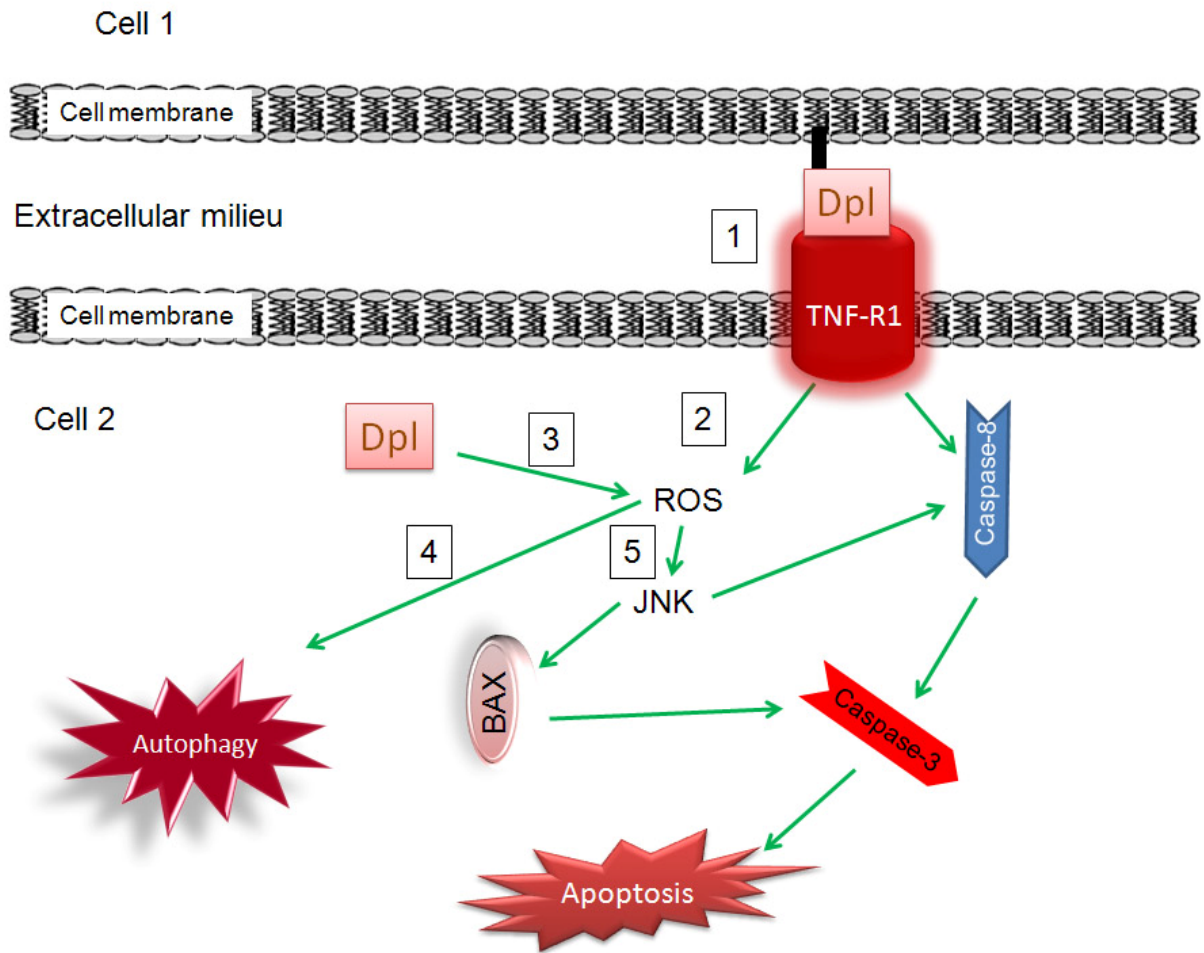 Cell 1
Cell membrane
Extracellular milieu
1
Dpl
Cell membrane
TNF-R1
Cell 2
Dpl
3
2
Caspase-8
ROS
4
5
JNK
BAX
Caspase-3
Autophagy
Apoptosis